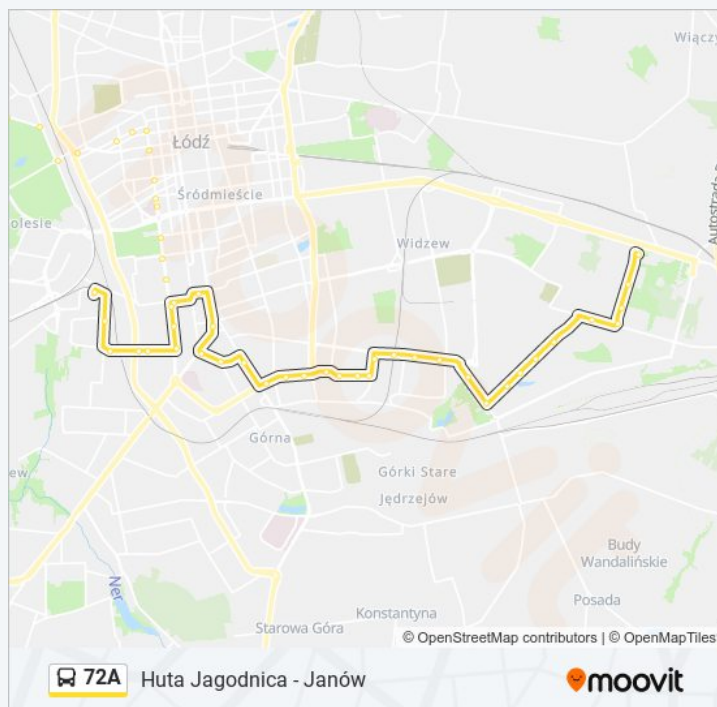 Wiączy
Łódź
Śródmieście
olesie
Autostrada
Widzew
Górna
Górki Stare
Jędrzejów
ew
Budy
Wandalińskie
Ner
Posada
Konstantyna
Starowa Góra
© OpenStreetMap contributors | © OpenMapTiles
72A Huta Jagodnica - Janów moovit